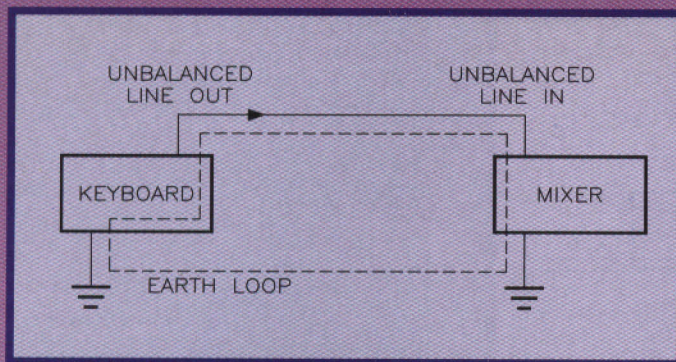 UNBALANCED
LINE OUT
UNBALANCED
LINE IN
KEYBOARD
MIXER
EARTH LOOP